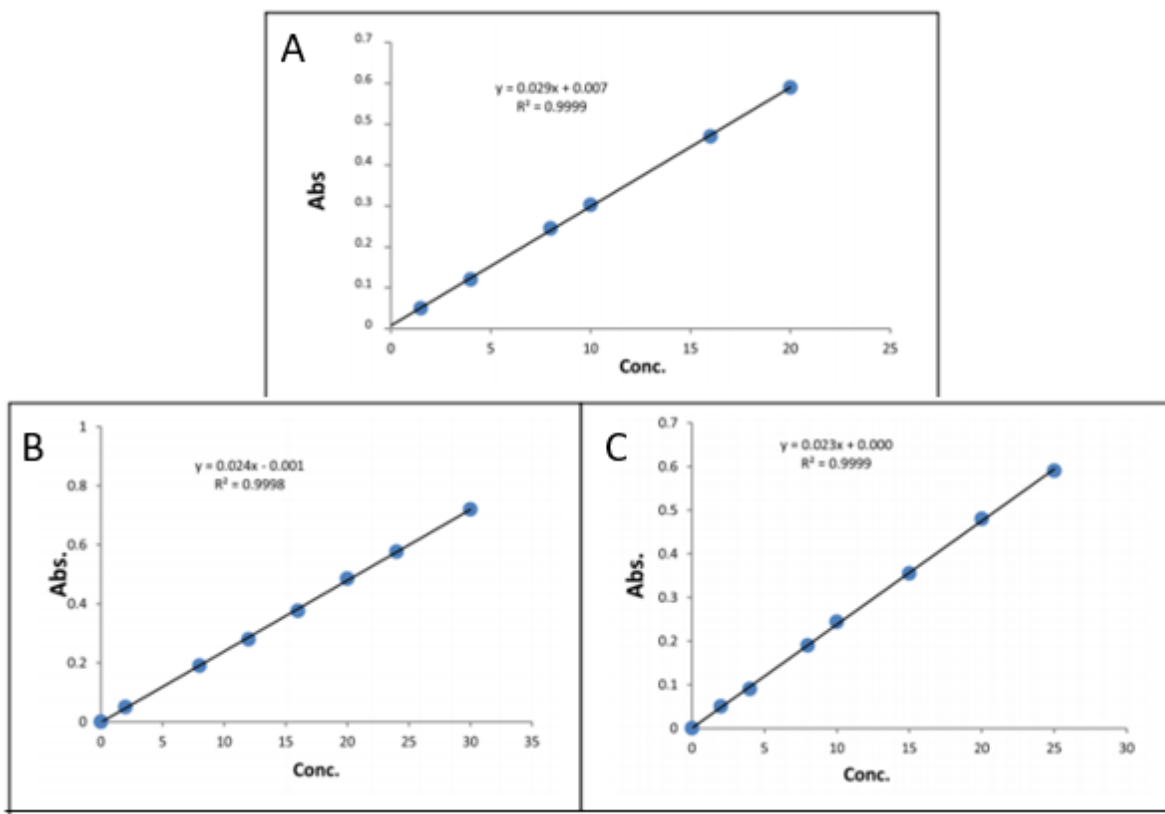 A
0.7
0.6
0.5
0.4
0.3
0.2
0.1
0
y = 0.029x + 0.007
R² = 0.9999
Abs
0 5 10 15 20 25
Conc.
B
1
0.8
0.6
0.4
0.2
0
y = 0.024x - 0.001
R² = 0.9998
Abs.
0 5 10 15 20 25 30 35
Conc.
C
0.7
0.6
0.5
0.4
0.3
0.2
0.1
0
y = 0.023x + 0.000
R² = 0.9999
Abs.
0 5 10 15 20 25 30
Conc.